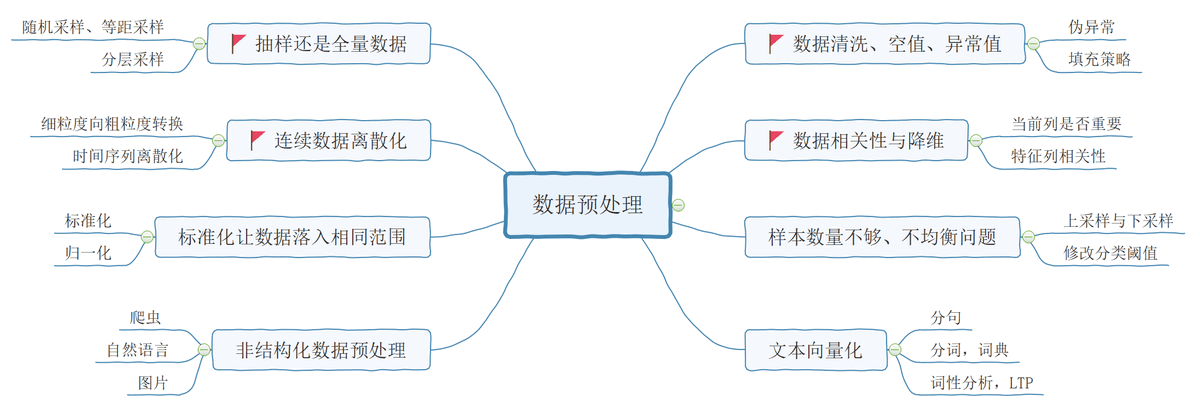 数据预处理
抽样还是全量数据
随机采样、等距采样
分层采样
连续数据离散化
细粒度向粗粒度转换
时间序列离散化
标准化让数据落入相同范围
标准化
归一化
非结构化数据预处理
爬虫
自然语言
图片
数据清洗、空值、异常值
伪异常
填充策略
数据相关性与降维
当前列是否重要
特征列相关性
样本数量不够、不均衡问题
上采样与下采样
修改分类阈值
文本向量化
分句
分词，词典
词性分析，LTP